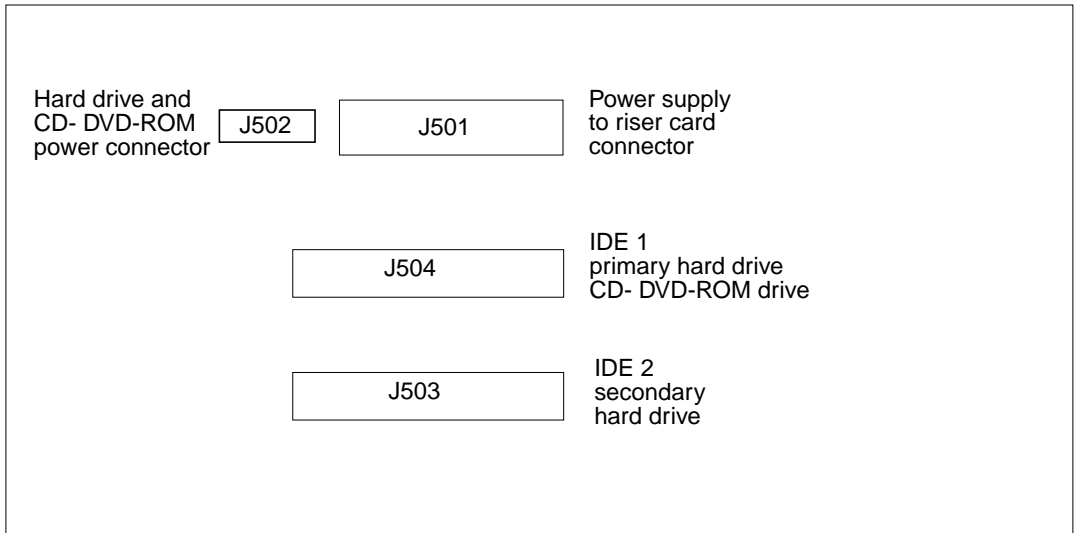 Hard drive and
CD- DVD-ROM
power connector
J502
J501
Power supply
to riser card
connector
J504
IDE 1
primary hard drive
CD- DVD-ROM drive
J503
IDE 2
secondary
hard drive